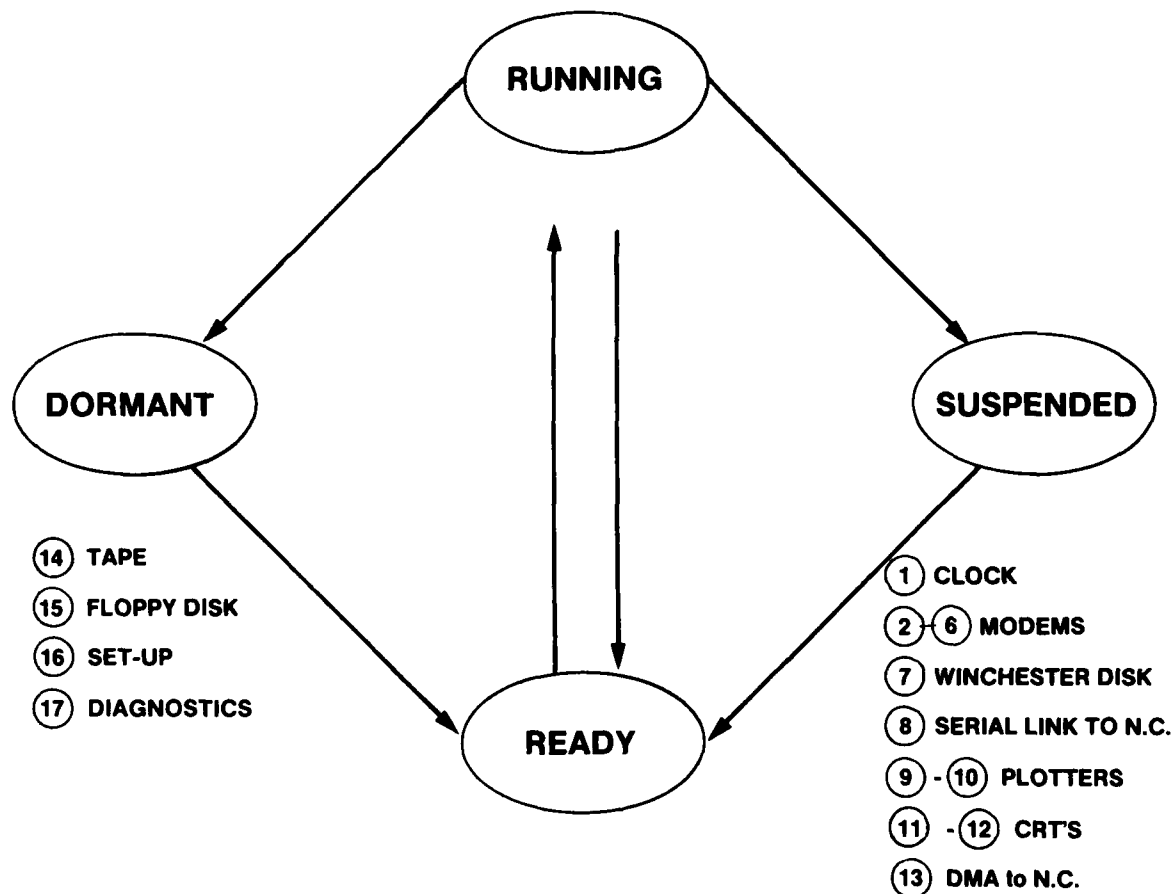 RUNNING
DORMANT
SUSPENDED
READY
14 TAPE
15 FLOPPY DISK
16 SET-UP
17 DIAGNOSTICS
1 CLOCK
2-6 MODEMS
7 WINCHESTER DISK
8 SERIAL LINK TO N.C.
9 - 10 PLOTTERS
11 - 12 CRT'S
13 DMA to N.C.